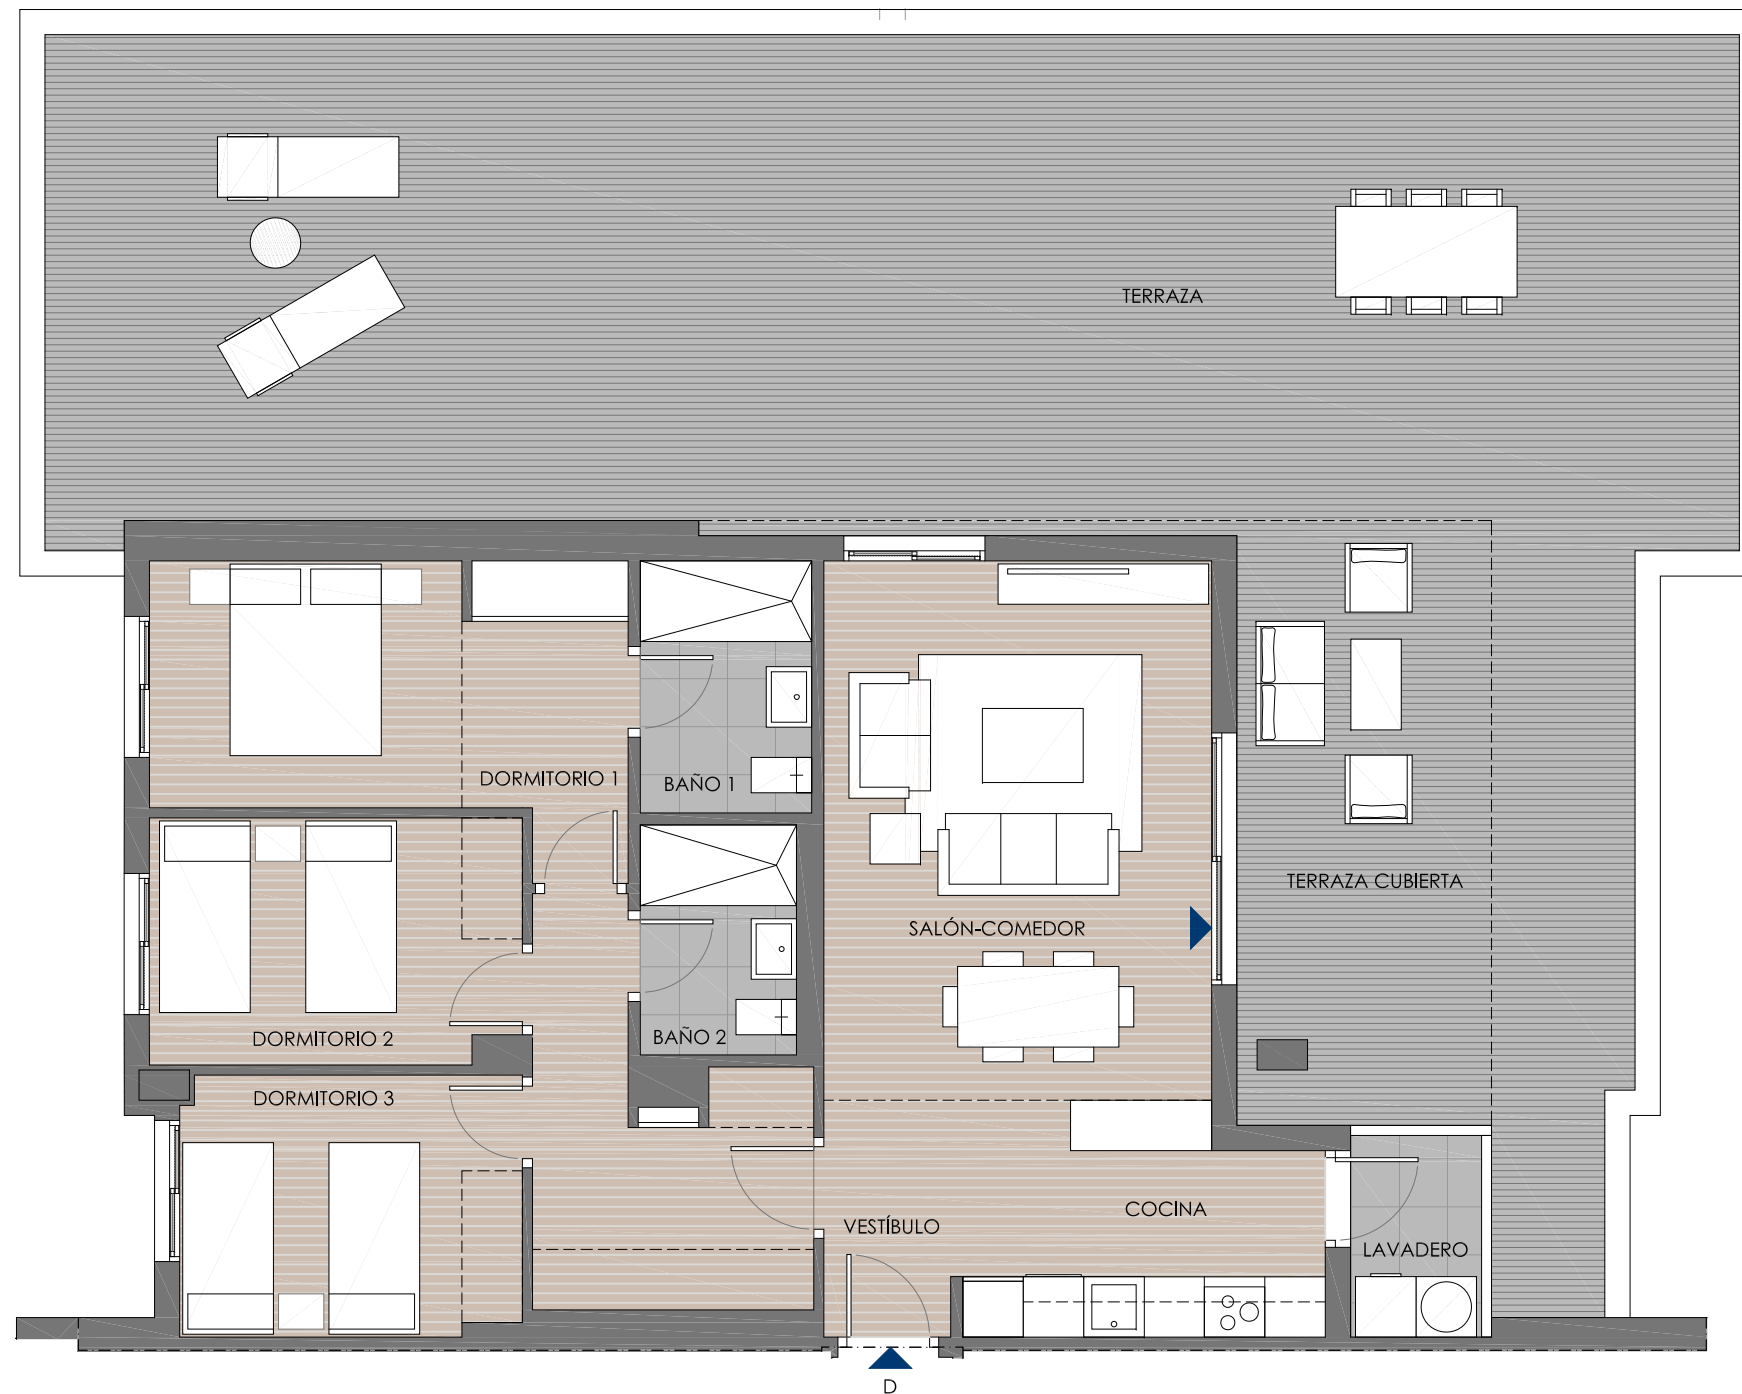 TERRAZA
DORMITORIO 1
BAÑO 1
TERRAZA CUBIERTA
SALÓN-COMEDOR
DORMITORIO 2
BAÑO 2
DORMITORIO 3
VESTÍBULO
COCINA
LAVADERO
D